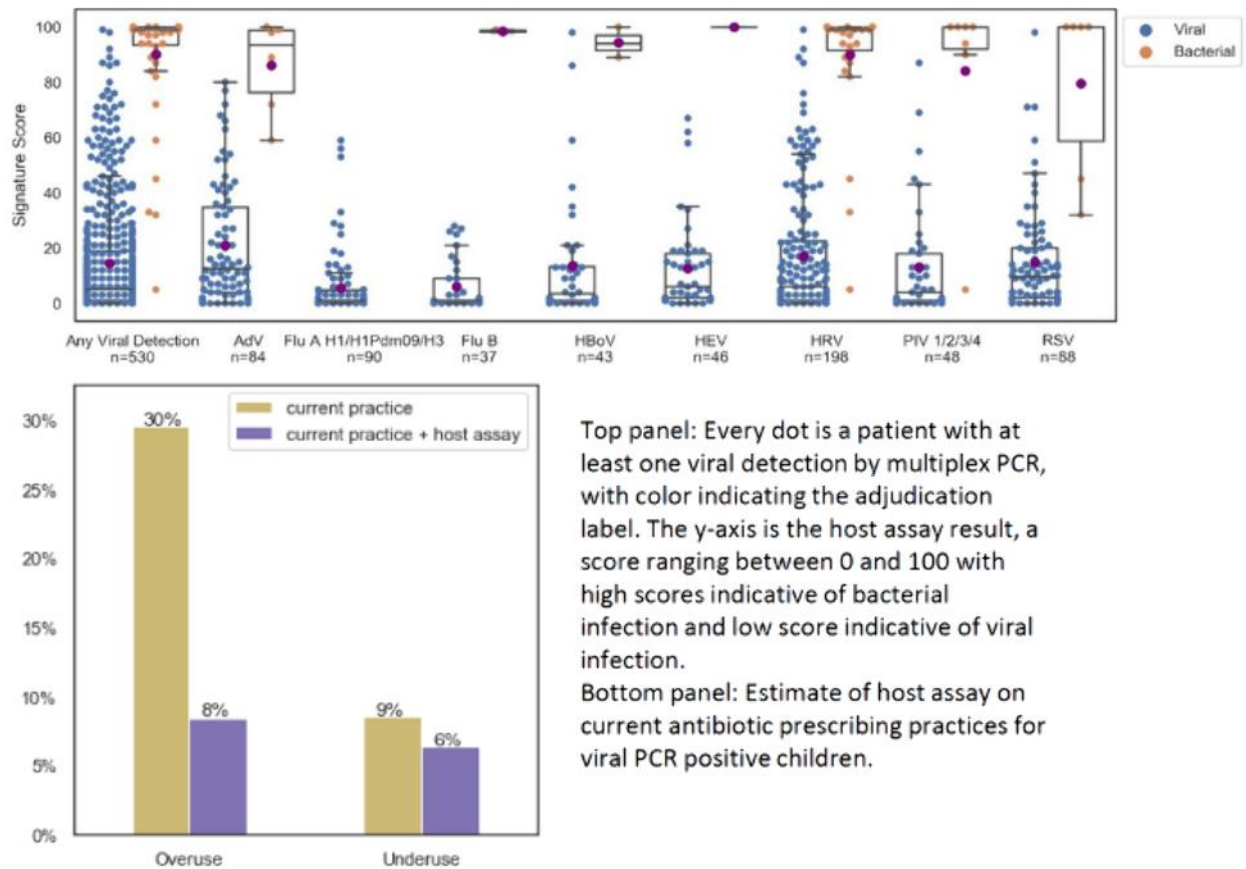 100
80
60
40
20
0
Signature Score
Viral
Bacterial
Any Viral Detection
n=530
AdV
n=84
Flu A H1/H1Pdm09/H3
n=90
Flu B
n=37
HBoV
n=43
HEV
n=46
HRV
n=198
PIV 1/2/3/4
n=48
RSV
n=88
30%
25%
20%
15%
10%
5%
0%
current practice
current practice + host assay
30%
8%
9%
6%
Overuse
Underuse
Top panel: Every dot is a patient with at
least one viral detection by multiplex PCR,
with color indicating the adjudication
label. The y-axis is the host assay result, a
score ranging between 0 and 100 with
high scores indicative of bacterial
infection and low score indicative of viral
infection.
Bottom panel: Estimate of host assay on
current antibiotic prescribing practices for
viral PCR positive children.